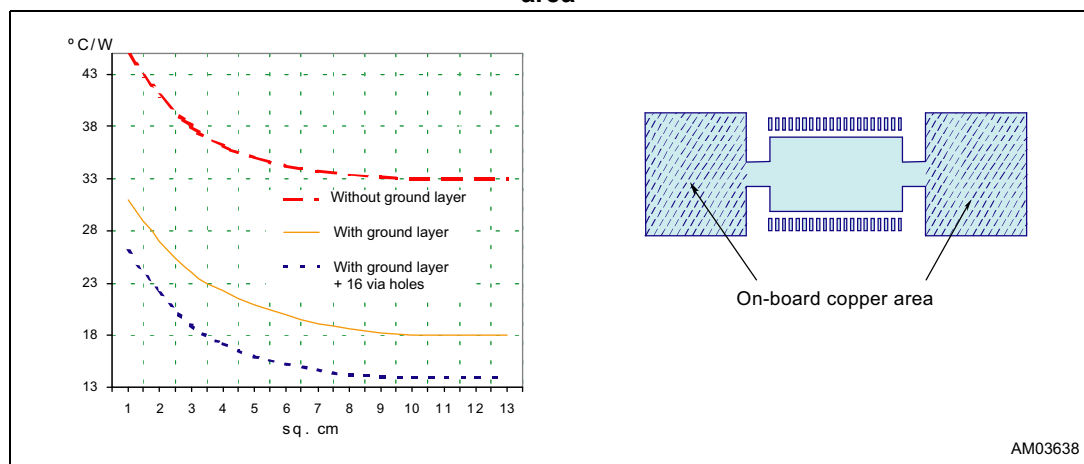 area
ºC/W
43
38
33
28
23
18
13
1 2 3 4 5 6 7 8 9 10 11 12 13
sq. cm
Without ground layer
With ground layer
With ground layer
+ 16 via holes
On-board copper area
AM03638